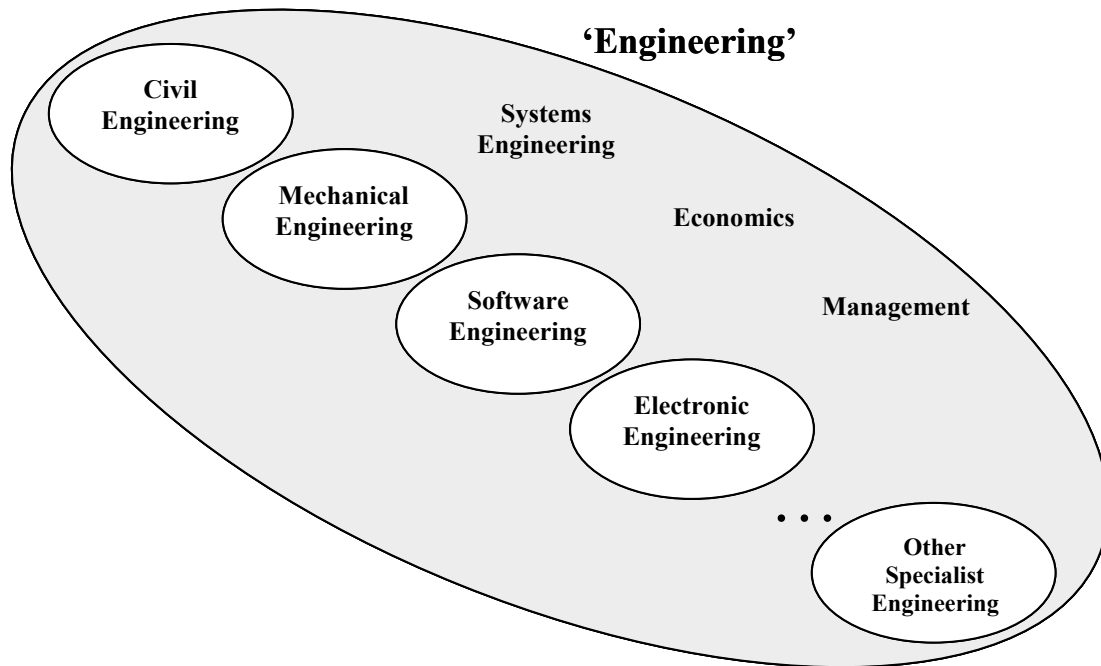 ‘Engineering’
Civil
Engineering
Systems
Engineering
Mechanical
Engineering
Economics
Software
Engineering
Management
Electronic
Engineering
. . .
Other
Specialist
Engineering